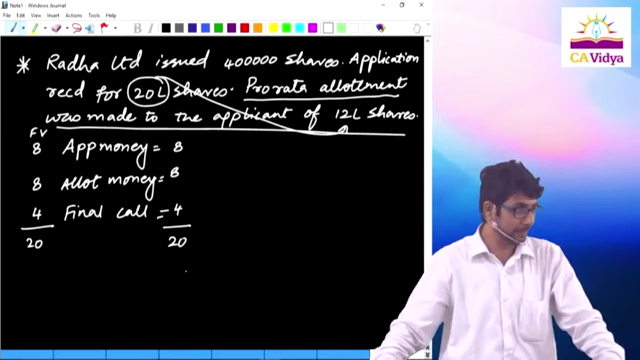 Note1 - Windows Journal
File Edit View Insert Actions Tools Help
CA Vidya
* Radha Ltd issued 400000 shares. Application
recd for 20L shares. Prorata allotement
was made to the applicant of 12L shares.
FV
8 App money = 8
8 Allot money = 8
4 Final call = 4
20 20